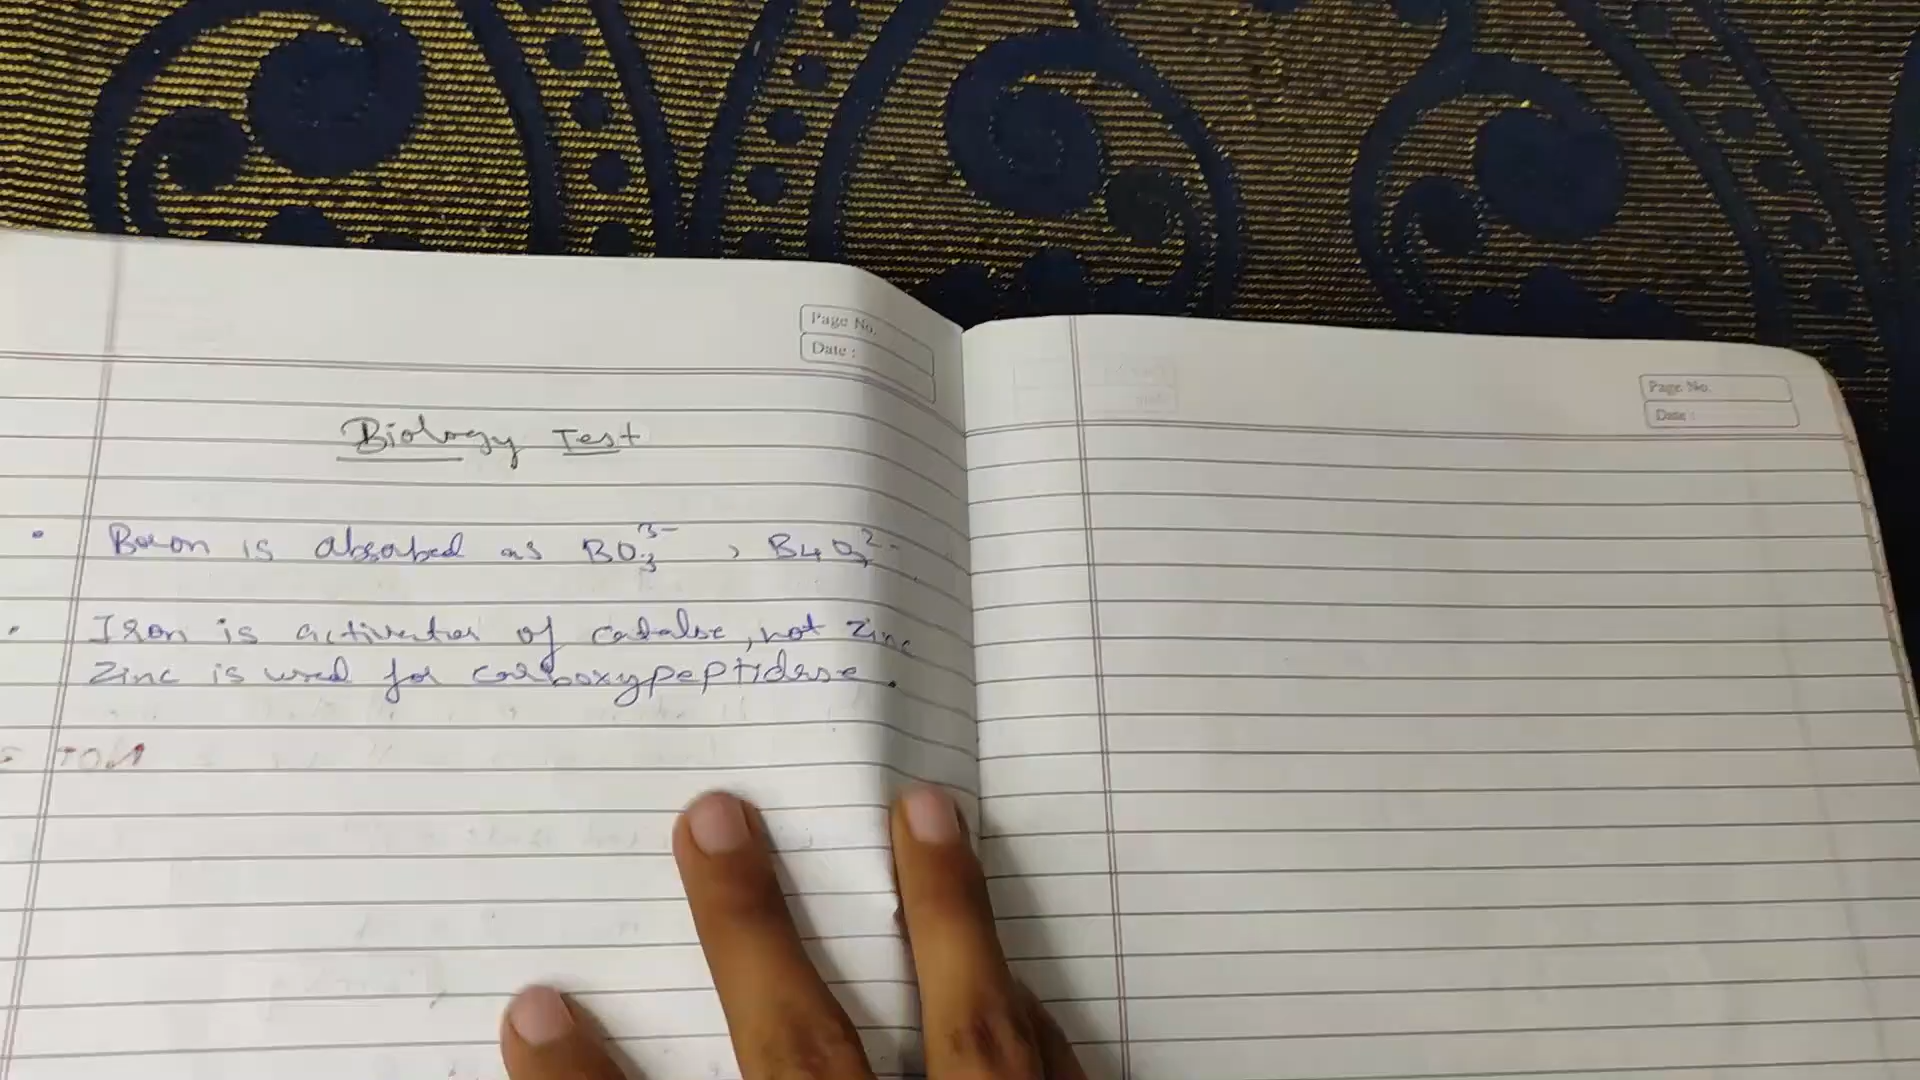 Page No.
Date :
Biology Test
• Boron is absorbed as BO₃³⁻ , B₄O₇²⁻
• Iron is activator of catalse, not Zinc
Zinc is used for carboxypeptidase.
Page No.
Date :